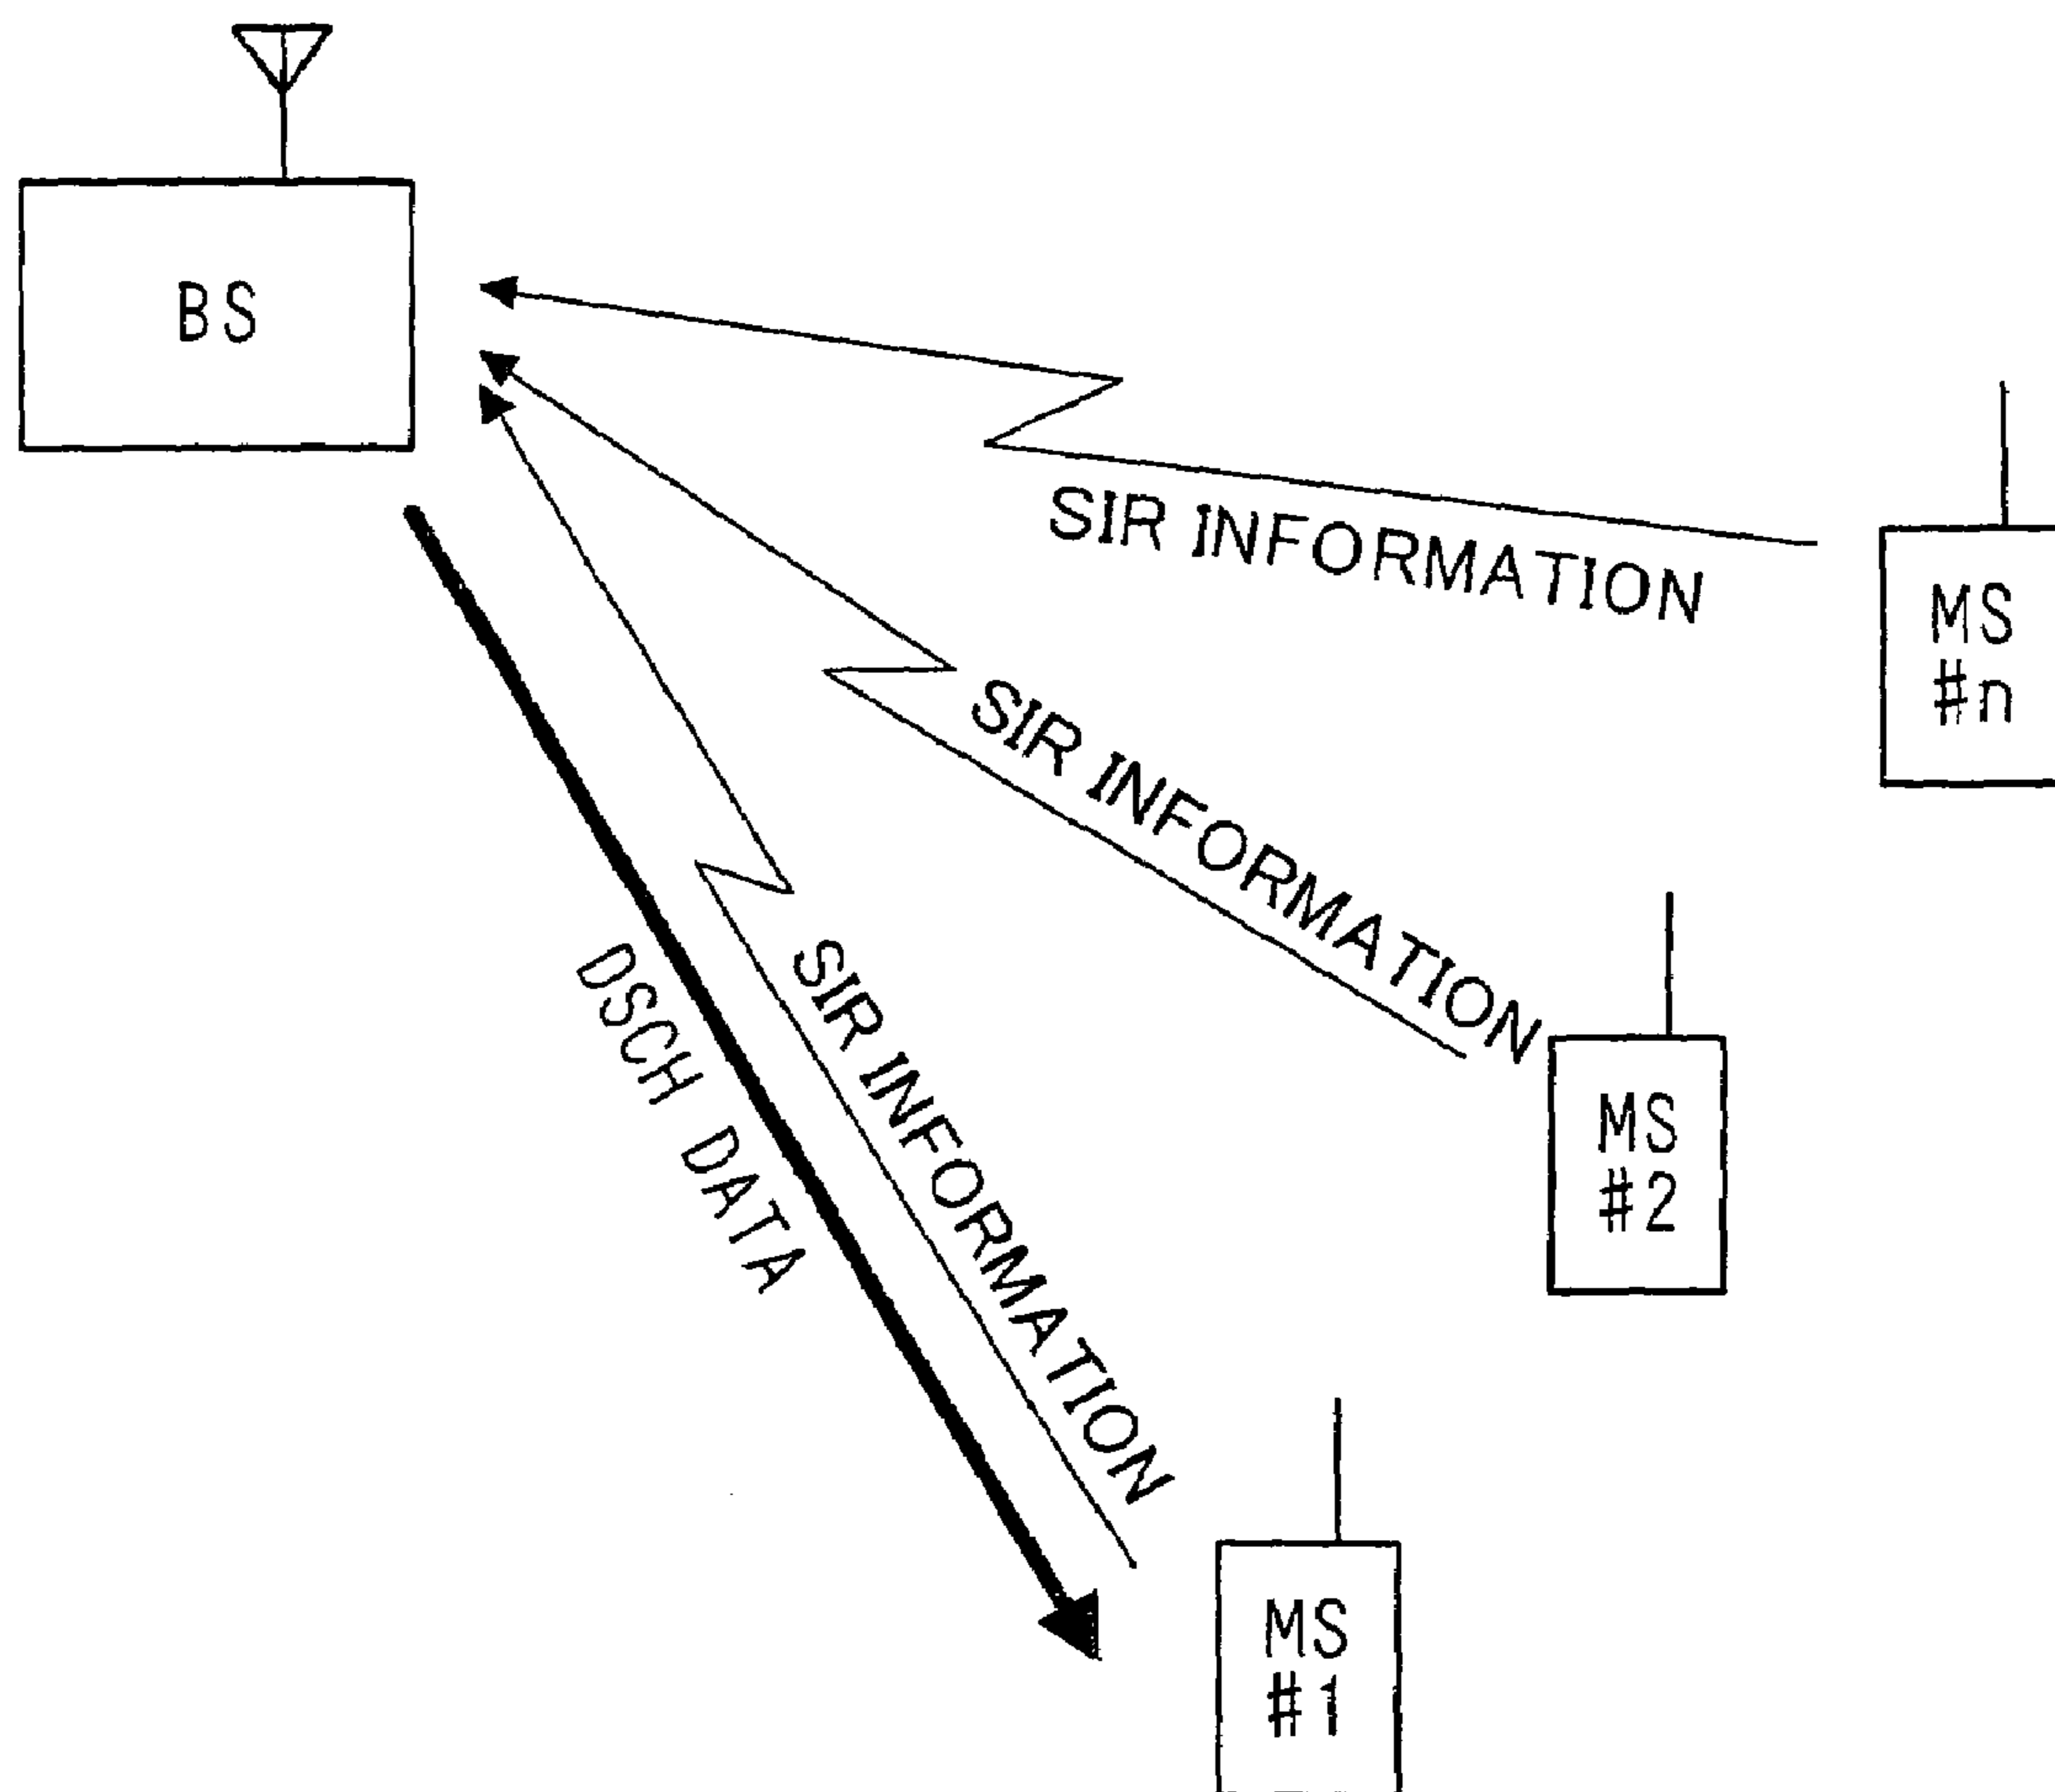 BS
SIR INFORMATION
MS
#n
SIR INFORMATION
MS
#2
SIR INFORMATION
DSCH DATA
MS
#1